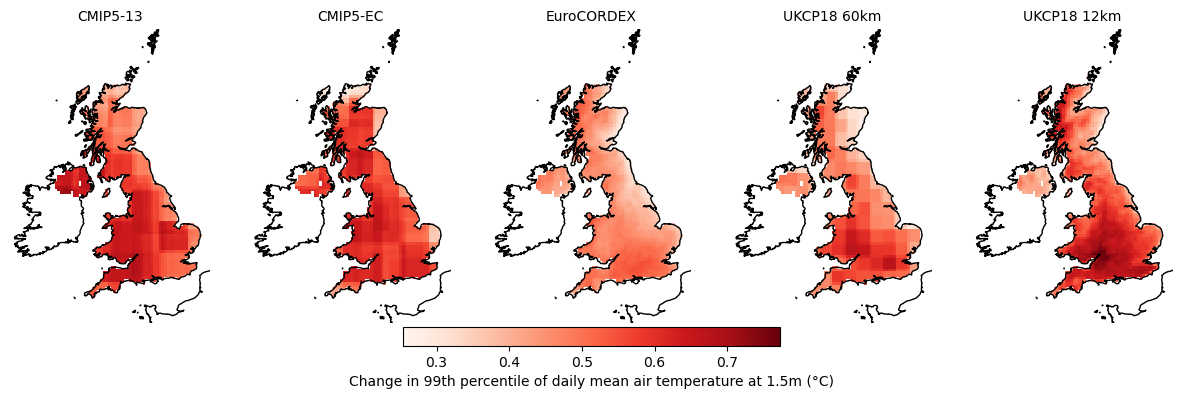 CMIP5-13
CMIP5-EC
EuroCORDEX
UKCP18 60km
UKCP18 12km
0.3
0.4
0.5
0.6
0.7
Change in 99th percentile of daily mean air temperature at 1.5m (°C)